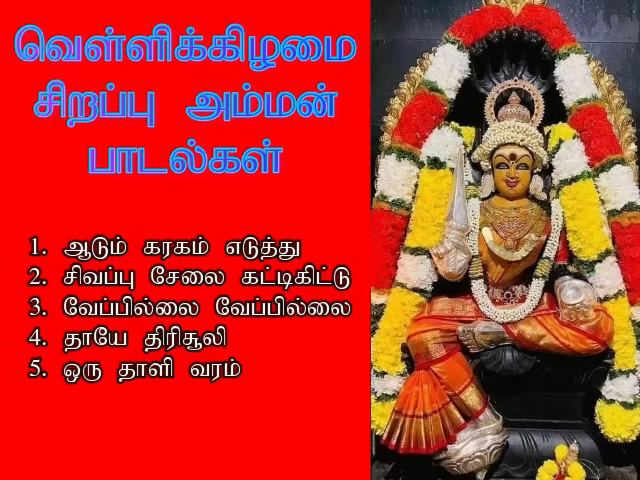 வெள்ளிக்கிழமை
சிறப்பு அம்மன்
பாடல்கள்
1. ஆடும் கரகம் எடுத்து
2. சிவப்பு சேலை கட்டிகிட்டு
3. வேப்பிலை வேப்பிலை
4. தாயே திரிசூலி
5. ஒரு தாளி வரம்